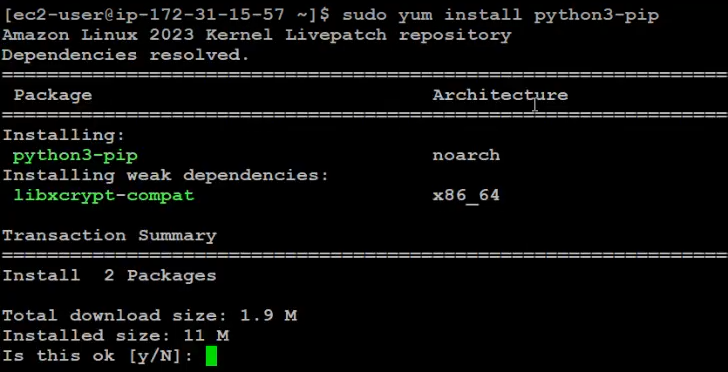 [ec2-user@ip-172-31-15-57 ~]$ sudo yum install python3-pip
Amazon Linux 2023 Kernel Livepatch repository
Dependencies resolved.
================================================================
Package Architecture
================================================================
Installing:
python3-pip noarch
Installing weak dependencies:
libxcrypt-compat x86_64
Transaction Summary
================================================================
Install 2 Packages
Total download size: 1.9 M
Installed size: 11 M
Is this ok [y/N]: